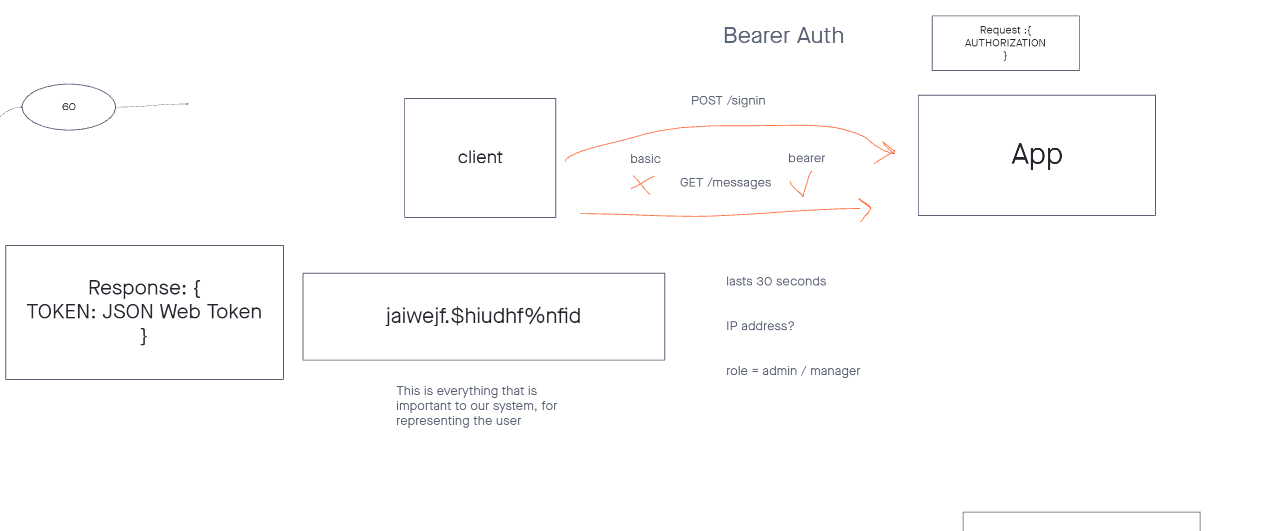 Bearer Auth
Request :{
AUTHORIZATION
}
60
POST /signin
client
basic
bearer
App
GET /messages
Response: {
TOKEN: JSON Web Token
}
jaiwejf.$hiudhf%nfid
lasts 30 seconds
IP address?
role = admin / manager
This is everything that is
important to our system, for
representing the user